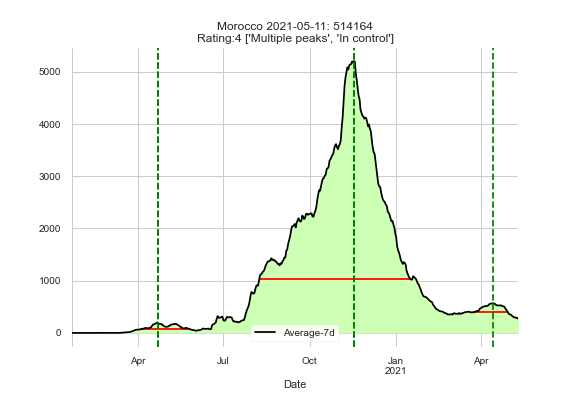 Morocco 2021-05-11: 514164
Rating:4 ['Multiple peaks', 'In control']
5000
4000
3000
2000
1000
0
Average-7d
Apr
Jul
Oct
Jan
2021
Apr
Date